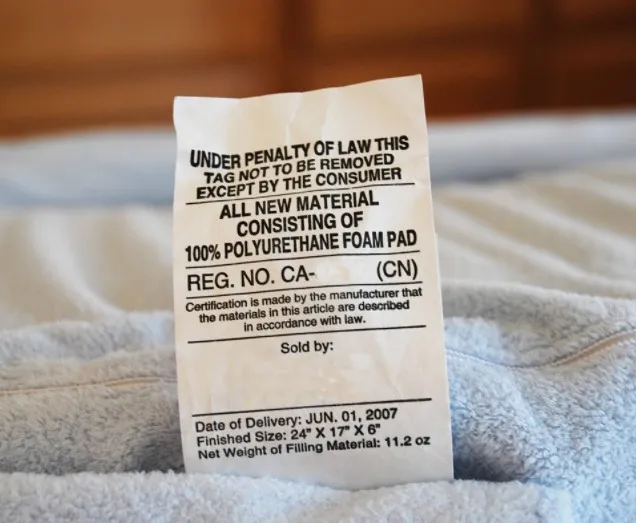 UNDER PENALTY OF LAW THIS
TAG NOT TO BE REMOVED
EXCEPT BY THE CONSUMER
ALL NEW MATERIAL
CONSISTING OF
100% POLYURETHANE FOAM PAD
REG. NO. CA- (CN)
Certification is made by the manufacturer that
the materials in this article are described
in accordance with law.
Sold by:
Date of Delivery: JUN. 01, 2007
Finished Size: 24" X 17" X 6"
Net Weight of Filling Material: 11.2 oz